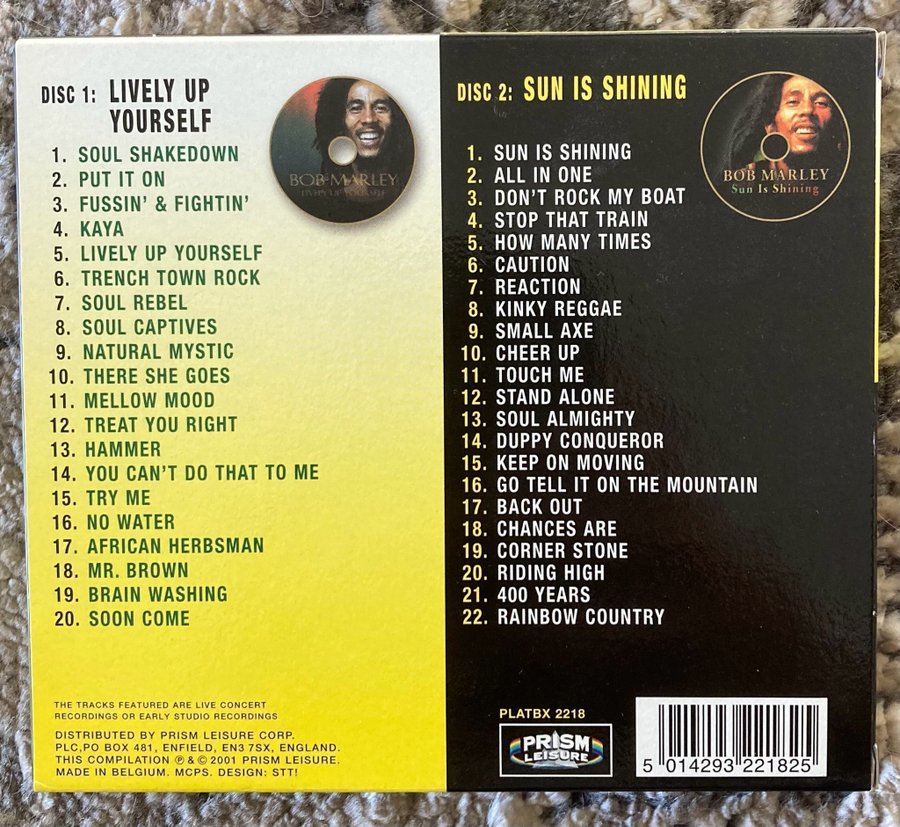 DISC 1: LIVELY UP
YOURSELF
BOB MARLEY
LIVELY UP YOURSELF
1. SOUL SHAKEDOWN
2. PUT IT ON
3. FUSSIN' & FIGHTIN'
4. KAYA
5. LIVELY UP YOURSELF
6. TRENCH TOWN ROCK
7. SOUL REBEL
8. SOUL CAPTIVES
9. NATURAL MYSTIC
10. THERE SHE GOES
11. MELLOW MOOD
12. TREAT YOU RIGHT
13. HAMMER
14. YOU CAN'T DO THAT TO ME
15. TRY ME
16. NO WATER
17. AFRICAN HERBSMAN
18. MR. BROWN
19. BRAIN WASHING
20. SOON COME
THE TRACKS FEATURED ARE LIVE CONCERT
RECORDINGS OR EARLY STUDIO RECORDINGS
DISTRIBUTED BY PRISM LEISURE CORP.
PLC,PO BOX 481, ENFIELD, EN3 7SX, ENGLAND.
THIS COMPILATION ℗ & © 2001 PRISM LEISURE.
MADE IN BELGIUM. MCPS. DESIGN: STT!
DISC 2: SUN IS SHINING
BOB MARLEY
Sun Is Shining
1. SUN IS SHINING
2. ALL IN ONE
3. DON'T ROCK MY BOAT
4. STOP THAT TRAIN
5. HOW MANY TIMES
6. CAUTION
7. REACTION
8. KINKY REGGAE
9. SMALL AXE
10. CHEER UP
11. TOUCH ME
12. STAND ALONE
13. SOUL ALMIGHTY
14. DUPPY CONQUEROR
15. KEEP ON MOVING
16. GO TELL IT ON THE MOUNTAIN
17. BACK OUT
18. CHANCES ARE
19. CORNER STONE
20. RIDING HIGH
21. 400 YEARS
22. RAINBOW COUNTRY
PLATBX 2218
PRISM
LEISURE
5 014293 221825